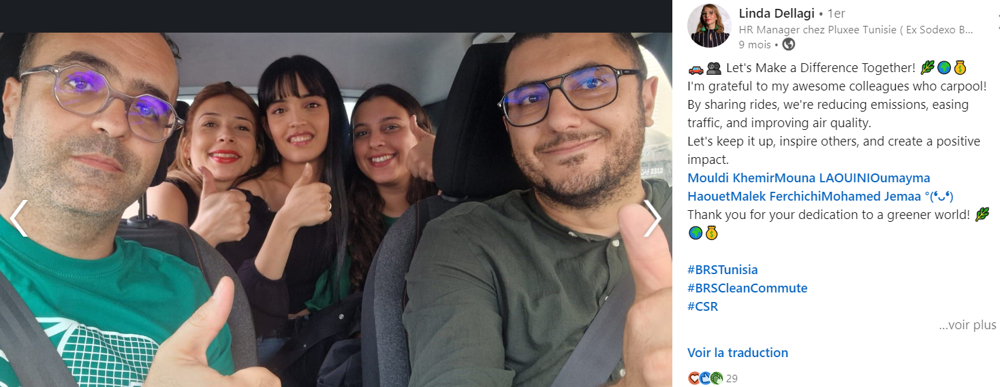 Linda Dellagi • 1er
HR Manager chez Pluxee Tunisie ( Ex Sodexo B...
9 mois •
🚗👥 Let's Make a Difference Together! 🌿🌍💰
I'm grateful to my awesome colleagues who carpool!
By sharing rides, we're reducing emissions, easing
traffic, and improving air quality.
Let's keep it up, inspire others, and create a positive
impact.
Mouldi KhemirMouna LAOUINIOumayma
HaouetMalek FerchichiMohamed Jemaa °(❛ᴗ❛)
Thank you for your dedication to a greener world! 🌿
🌍💰
#BRSTunisia
#BRSCleanCommute
#CSR
...voir plus
Voir la traduction
29